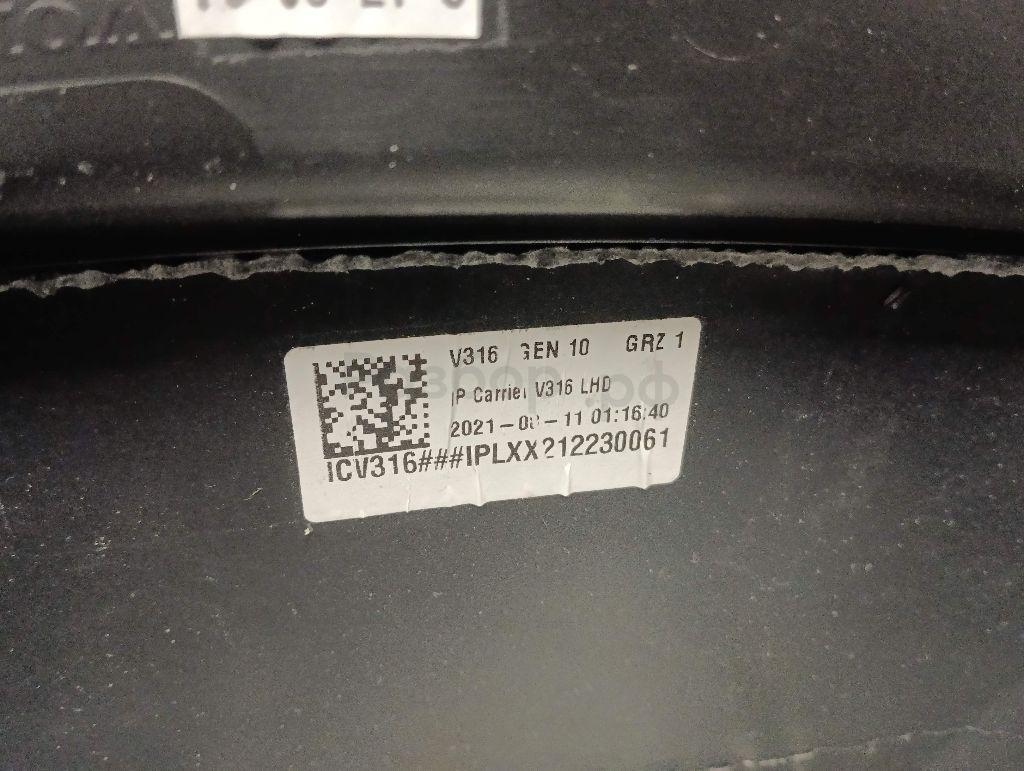 V316 GEN 10 GRZ 1
IP Carrier V316 LHD
2021-08-11 01:16:40
ICV316###IPLXX212230061